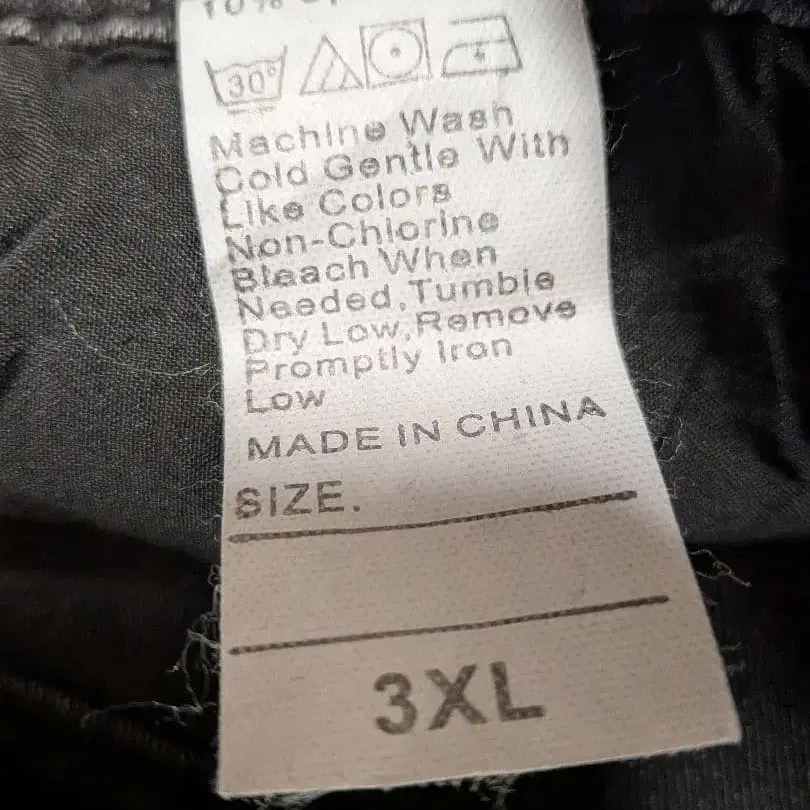 10%
30°
Machine Wash
Cold Gentle With
Like Colors
Non-Chlorine
Bleach When
Needed,Tumble
Dry Low,Remove
Promptly Iron
Low
MADE IN CHINA
SIZE.
3XL